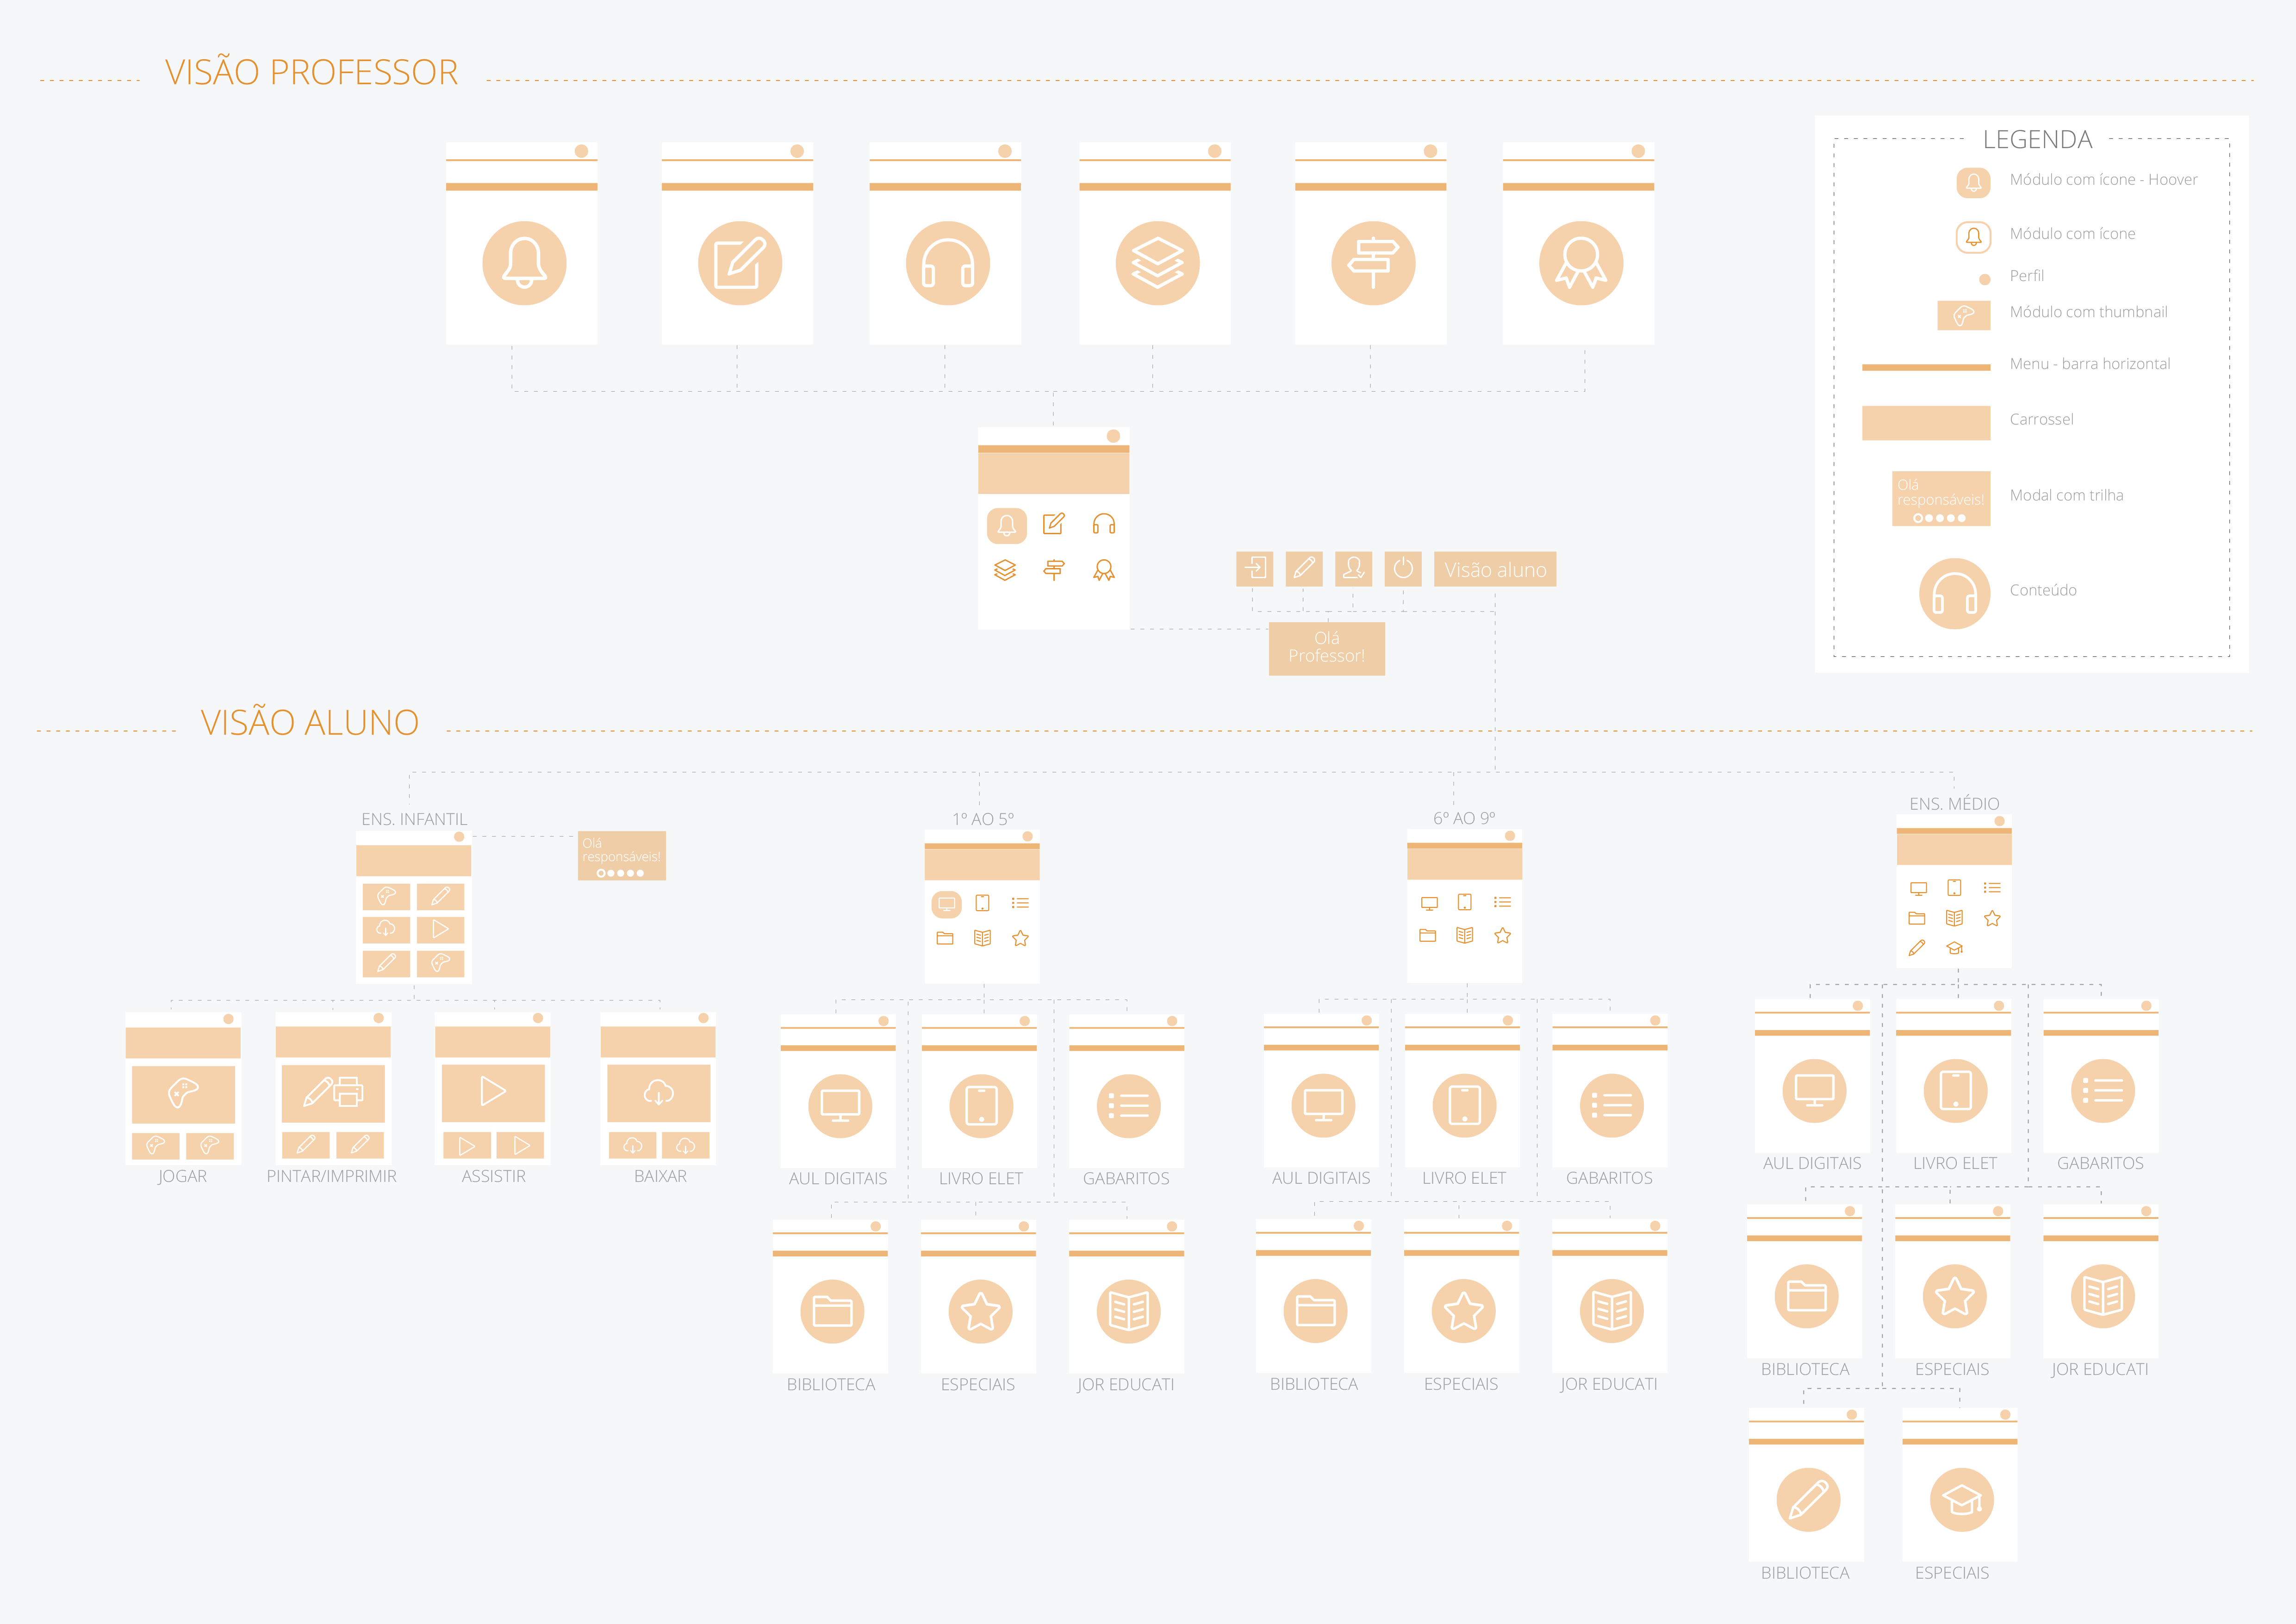 VISÃO PROFESSOR
LEGENDA
Módulo com ícone - Hoover
Módulo com ícone
Perfil
Módulo com thumbnail
Menu - barra horizontal
Carrossel
Olá
responsáveis!
Modal com trilha
Conteúdo
Visão aluno
Olá
Professor!
VISÃO ALUNO
ENS. INFANTIL
1º AO 5º
6º AO 9º
ENS. MÉDIO
Olá
responsáveis!
JOGAR
PINTAR/IMPRIMIR
ASSISTIR
BAIXAR
AUL DIGITAIS
LIVRO ELET
GABARITOS
BIBLIOTECA
ESPECIAIS
JOR EDUCATI
AUL DIGITAIS
LIVRO ELET
GABARITOS
BIBLIOTECA
ESPECIAIS
JOR EDUCATI
AUL DIGITAIS
LIVRO ELET
GABARITOS
BIBLIOTECA
ESPECIAIS
JOR EDUCATI
BIBLIOTECA
ESPECIAIS